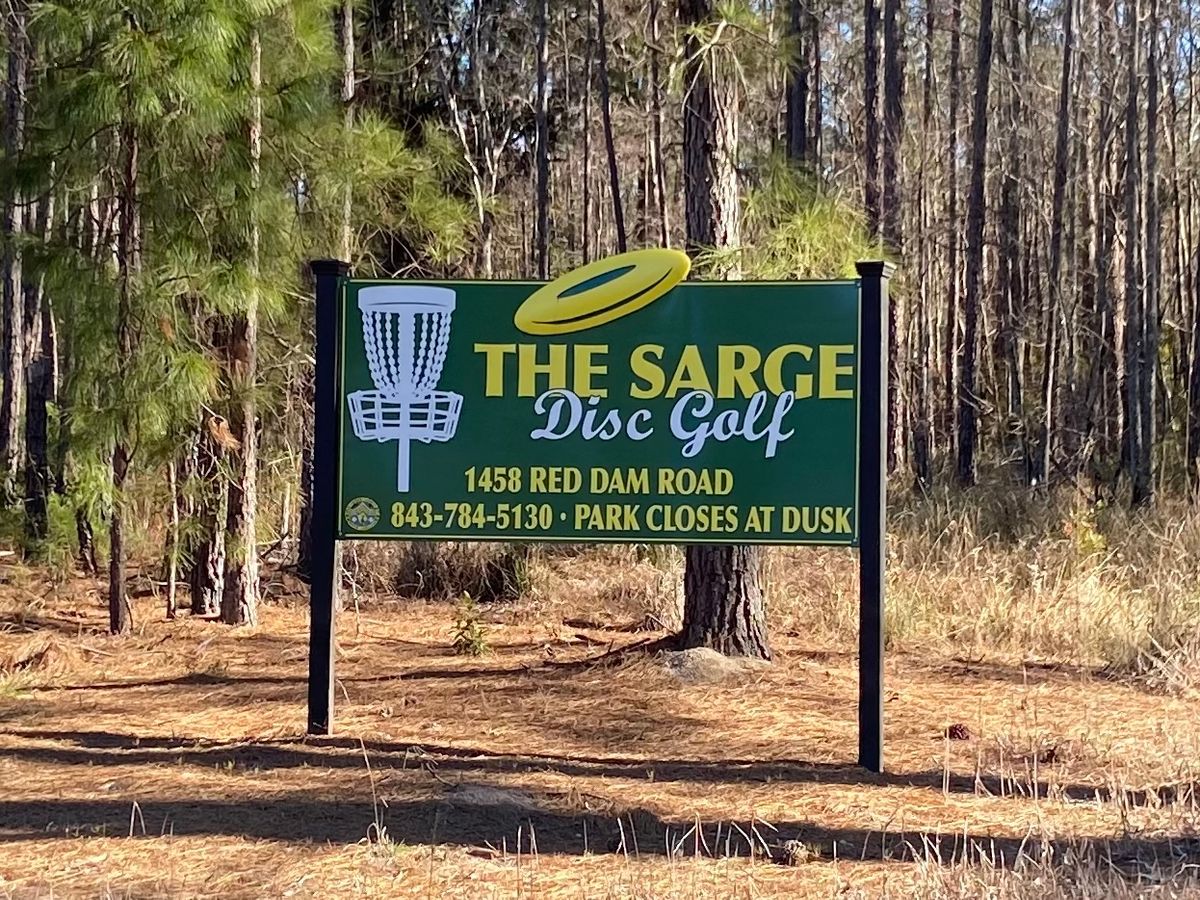 THE SARGE
Disc Golf
1458 RED DAM ROAD
843-784-5130 · PARK CLOSES AT DUSK